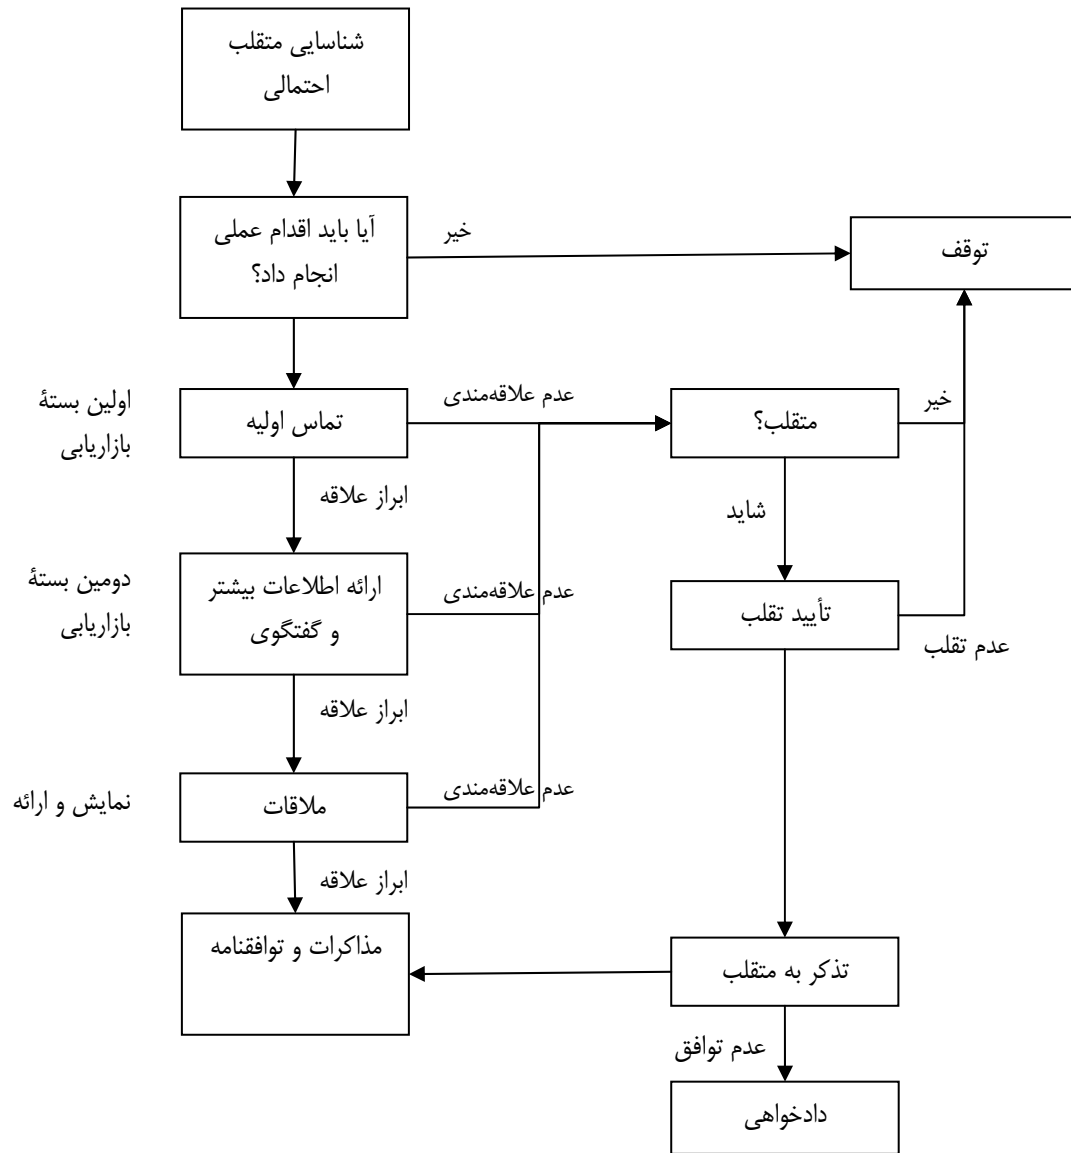 شناسایی متقلب
احتمالی
آیا باید اقدام عملی
انجام داد؟
خیر
توقف
اولین بستۀ
بازاریابی
تماس اولیه
عدم علاقه‌مندی
متقلب؟
خیر
ابراز علاقه
شاید
دومین بستۀ
بازاریابی
ارائه اطلاعات بیشتر
و گفتگوی
عدم علاقه‌مندی
تأیید تقلب
عدم تقلب
ابراز علاقه
نمایش و ارائه
ملاقات
عدم علاقه‌مندی
ابراز علاقه
مذاکرات و توافقنامه
تذکر به متقلب
عدم توافق
دادخواهی